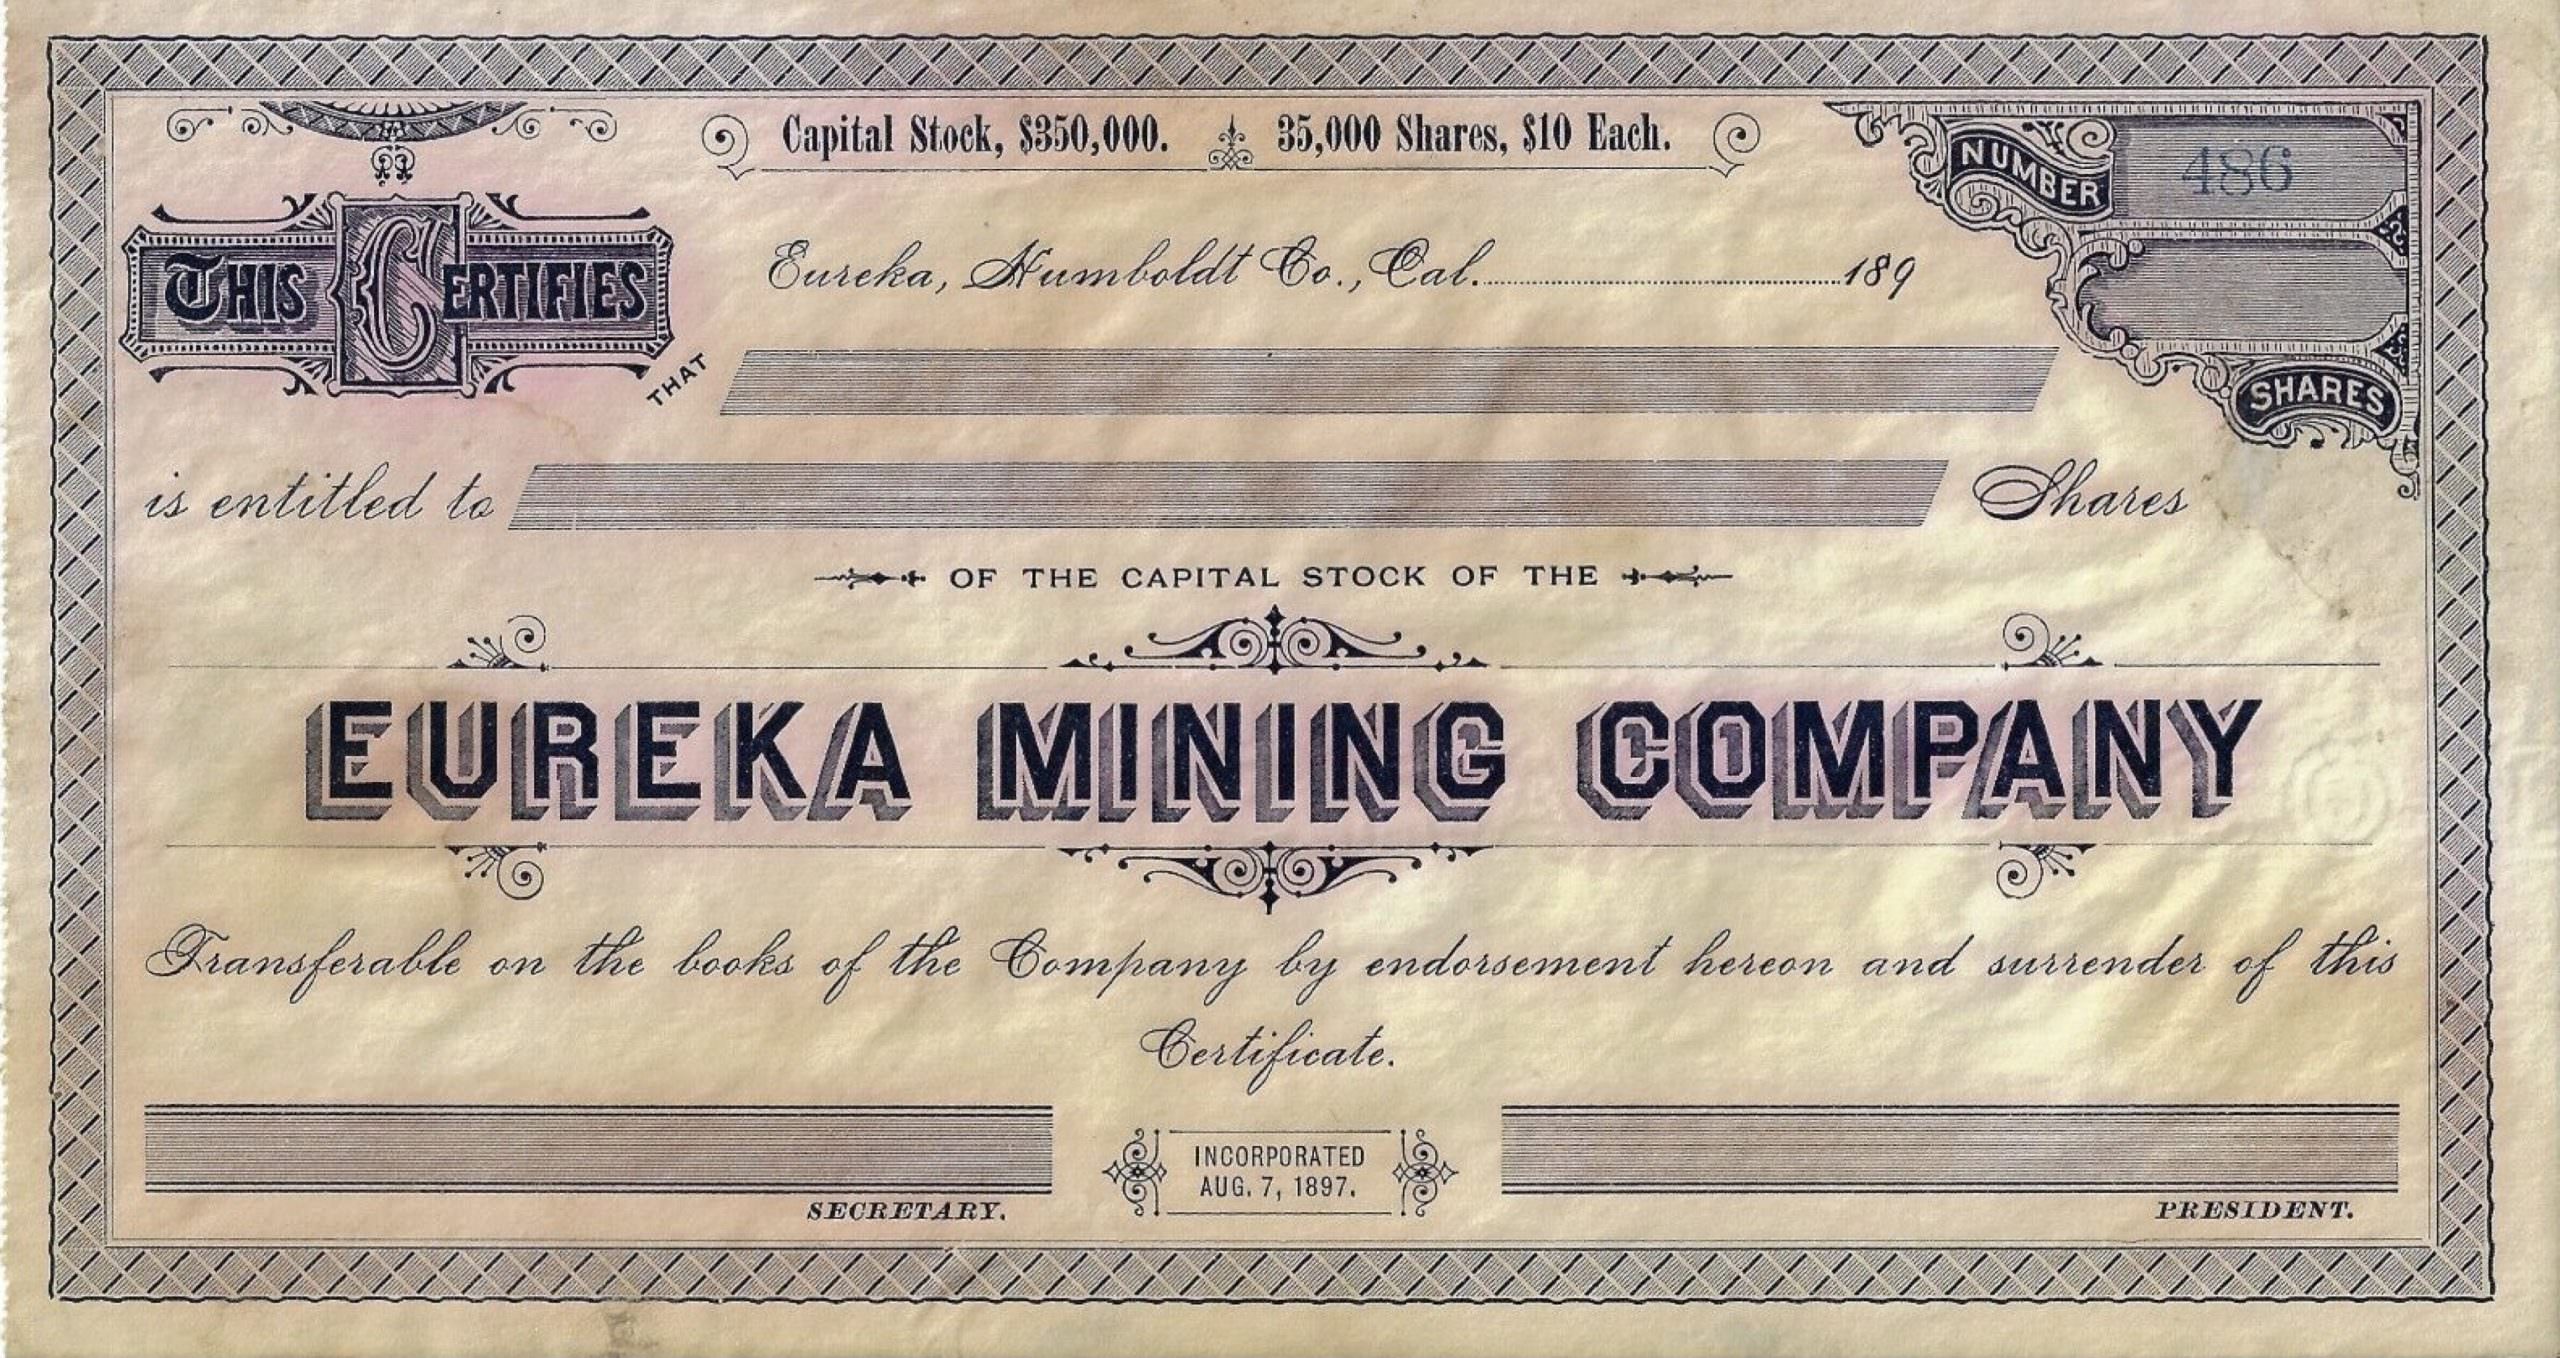 Capital Stock, $350,000. 35,000 Shares, $10 Each.
NUMBER 486
THIS CERTIFIES
Eureka, Humboldt Co., Cal. 189
THAT
SHARES
is entitled to Shares
OF THE CAPITAL STOCK OF THE
EUREKA MINING COMPANY
Transferable on the books of the Company by endorsement hereon and surrender of this
Certificate.
INCORPORATED
AUG. 7, 1897.
SECRETARY. PRESIDENT.